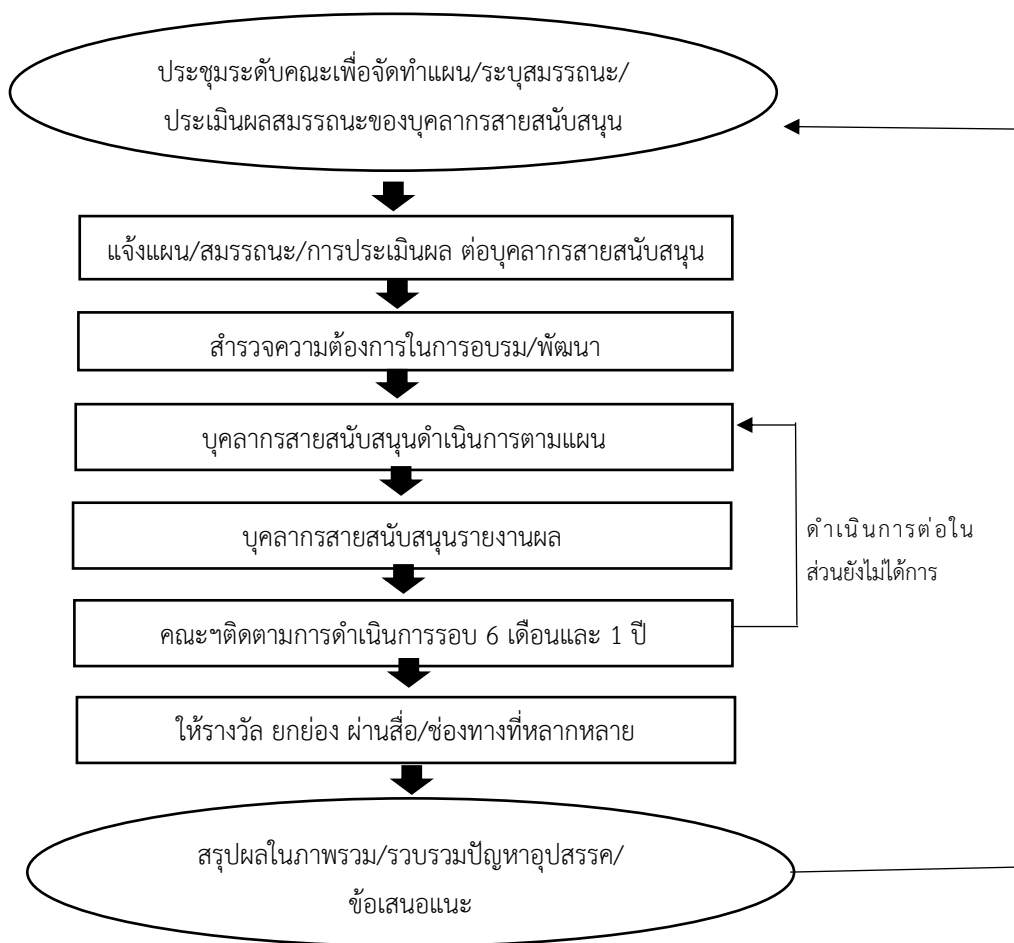 ประชุมระดับคณะเพื่อจัดทำแผน/ระบุสมรรถนะ/
ประเมินผลสมรรถนะของบุคลากรสายสนับสนุน
แจ้งแผน/สมรรถนะ/การประเมินผล ต่อบุคลากรสายสนับสนุน
สำรวจความต้องการในการอบรม/พัฒนา
บุคลากรสายสนับสนุนดำเนินการตามแผน
บุคลากรสายสนับสนุนรายงานผล
ดำเนินการต่อใน
ส่วนยังไม่ได้การ
คณะฯติดตามการดำเนินการรอบ 6 เดือนและ 1 ปี
ให้รางวัล ยกย่อง ผ่านสื่อ/ช่องทางที่หลากหลาย
สรุปผลในภาพรวม/รวบรวมปัญหาอุปสรรค/
ข้อเสนอแนะ